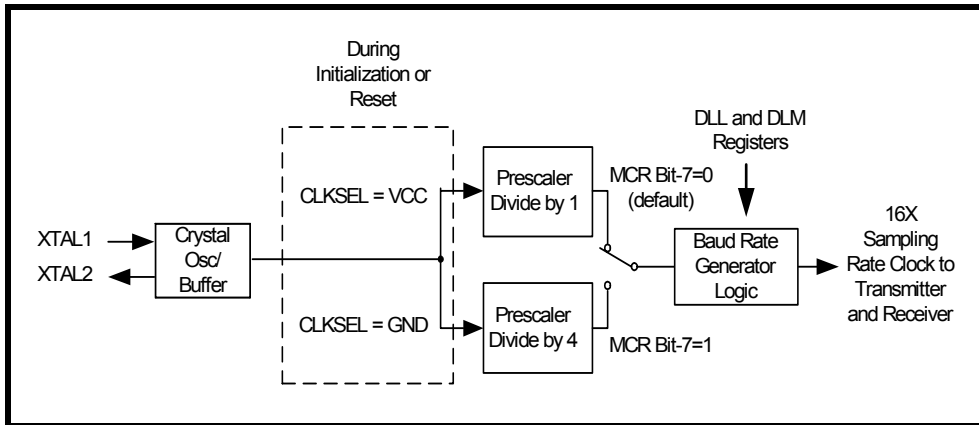 During
Initialization or
Reset
DLL and DLM
Registers
CLKSEL = VCC
Prescaler
Divide by 1
MCR Bit-7=0
(default)
XTAL1
XTAL2
Crystal
Osc/
Buffer
Baud Rate
Generator
Logic
16X
Sampling
Rate Clock to
Transmitter
and Receiver
CLKSEL = GND
Prescaler
Divide by 4
MCR Bit-7=1